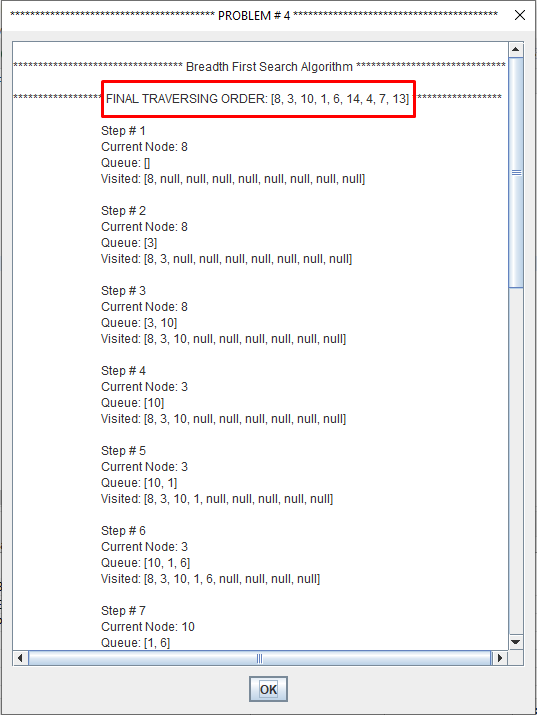 ***************************************** PROBLEM # 4 *****************************************
********************************** Breadth First Search Algorithm ******************************
****************** FINAL TRAVERSING ORDER: [8, 3, 10, 1, 6, 14, 4, 7, 13] ******************
Step # 1
Current Node: 8
Queue: []
Visited: [8, null, null, null, null, null, null, null, null]
Step # 2
Current Node: 8
Queue: [3]
Visited: [8, 3, null, null, null, null, null, null, null]
Step # 3
Current Node: 8
Queue: [3, 10]
Visited: [8, 3, 10, null, null, null, null, null, null]
Step # 4
Current Node: 3
Queue: [10]
Visited: [8, 3, 10, null, null, null, null, null, null]
Step # 5
Current Node: 3
Queue: [10, 1]
Visited: [8, 3, 10, 1, null, null, null, null, null]
Step # 6
Current Node: 3
Queue: [10, 1, 6]
Visited: [8, 3, 10, 1, 6, null, null, null, null]
Step # 7
Current Node: 10
Queue: [1, 6]
OK